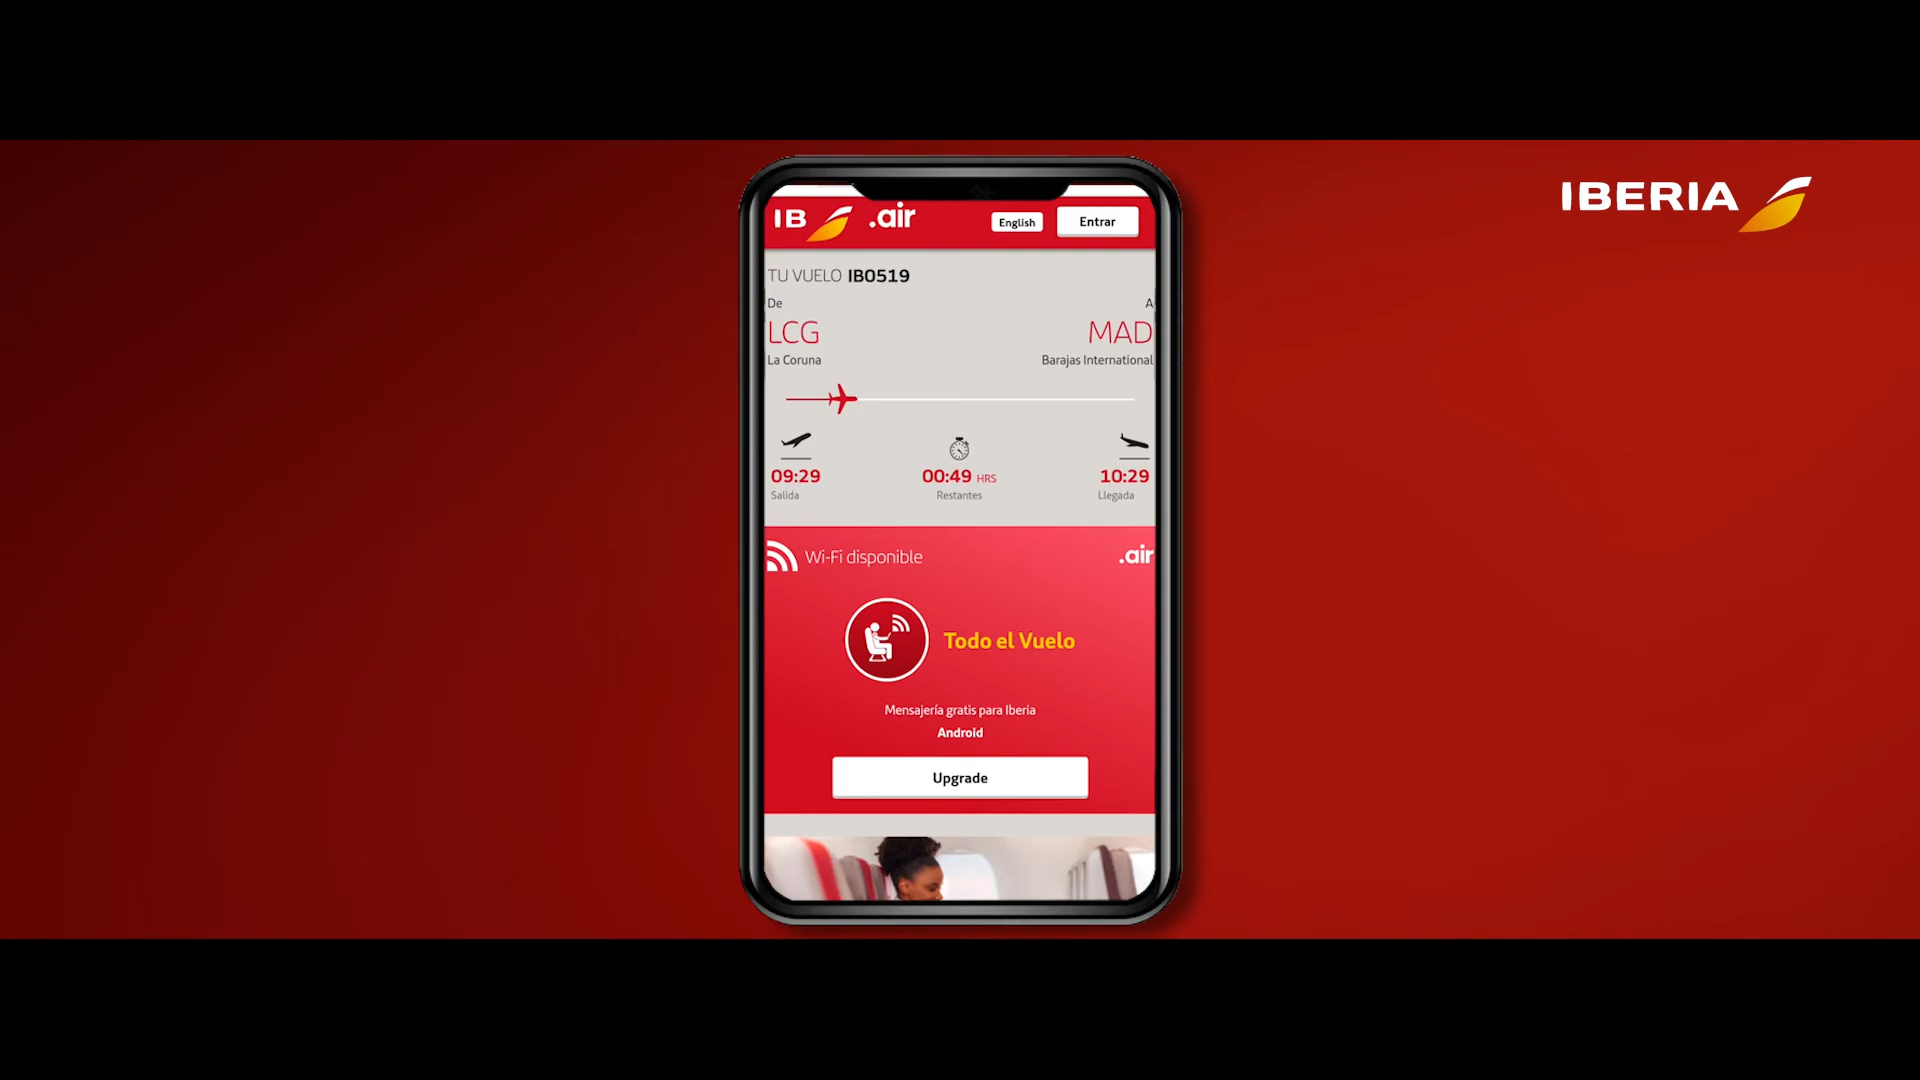 IBERIA
IB .air
English
Entrar
TU VUELO IB0519
De
A
LCG
MAD
La Coruna
Barajas International
09:29
00:49 HRS
10:29
Salida
Restantes
Llegada
Wi-Fi disponible
.air
Todo el Vuelo
Mensajería gratis para Iberia
Android
Upgrade